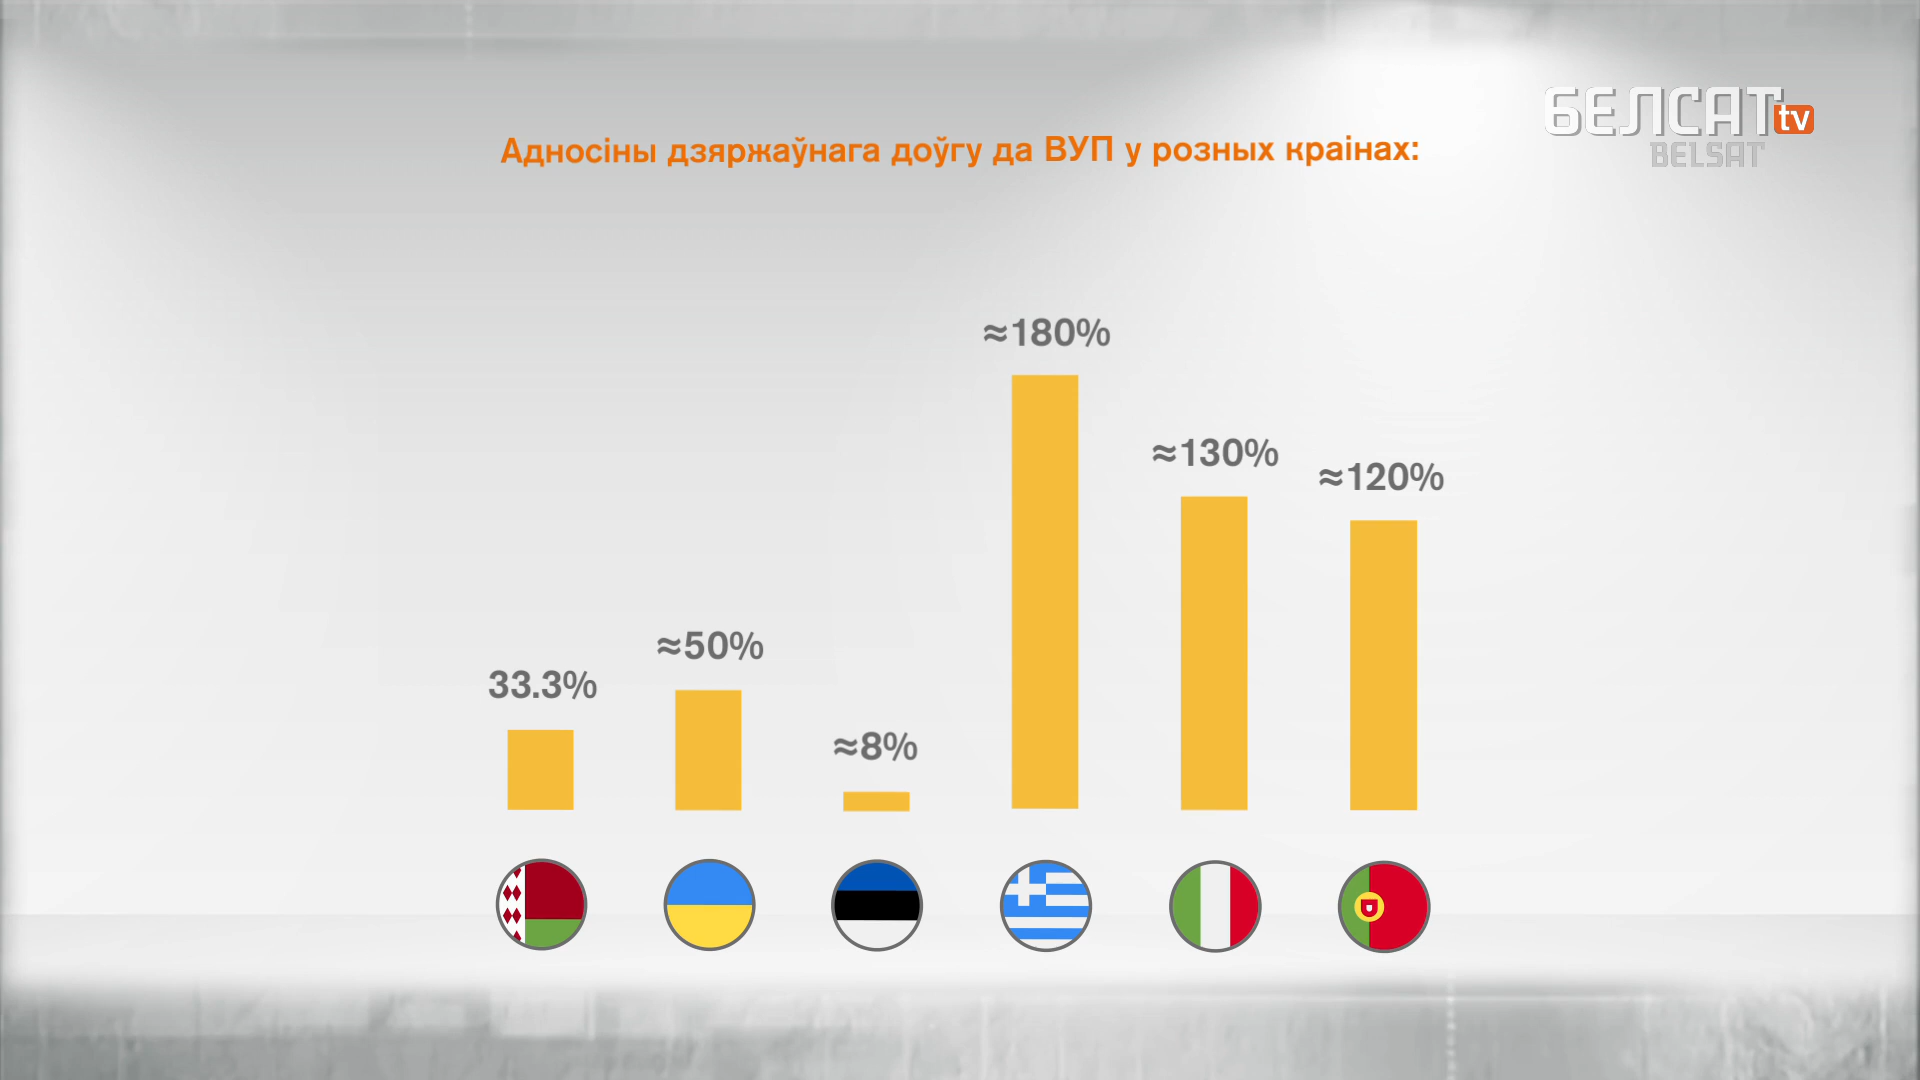 БЕЛСАТ tv
BELSAT
Адносіны дзяржаўнага доўгу да ВУП у розных краінах:
≈180%
≈130%
≈120%
≈50%
33.3%
≈8%